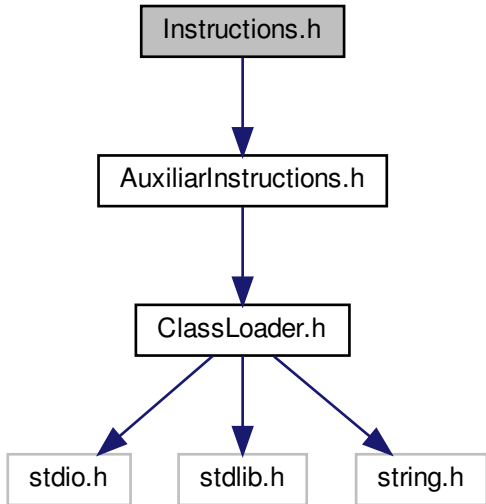 Instructions.h
AuxiliarInstructions.h
ClassLoader.h
stdio.h
stdlib.h
string.h